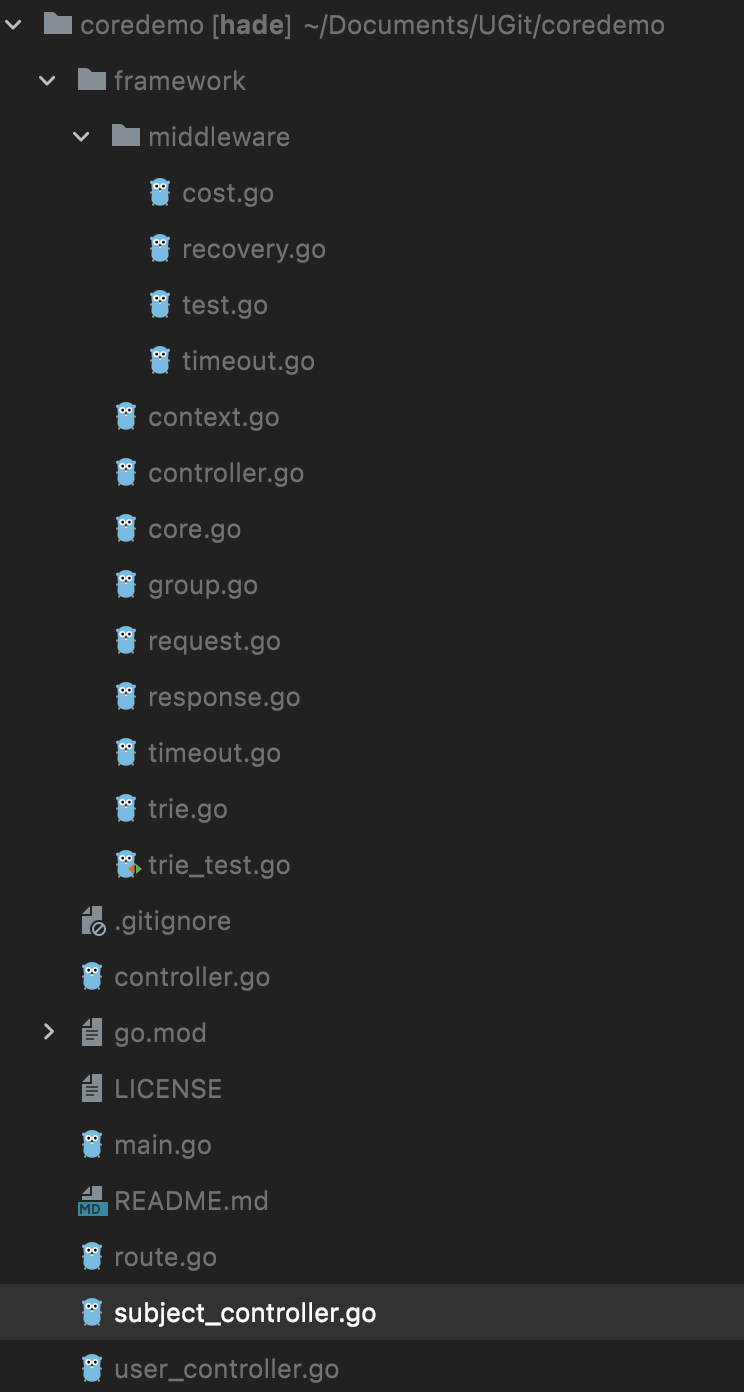 coredemo [hade] ~/Documents/UGit/coredemo
framework
middleware
cost.go
recovery.go
test.go
timeout.go
context.go
controller.go
core.go
group.go
request.go
response.go
timeout.go
trie.go
trie_test.go
.gitignore
controller.go
go.mod
LICENSE
main.go
MD README.md
route.go
subject_controller.go
user_controller.go